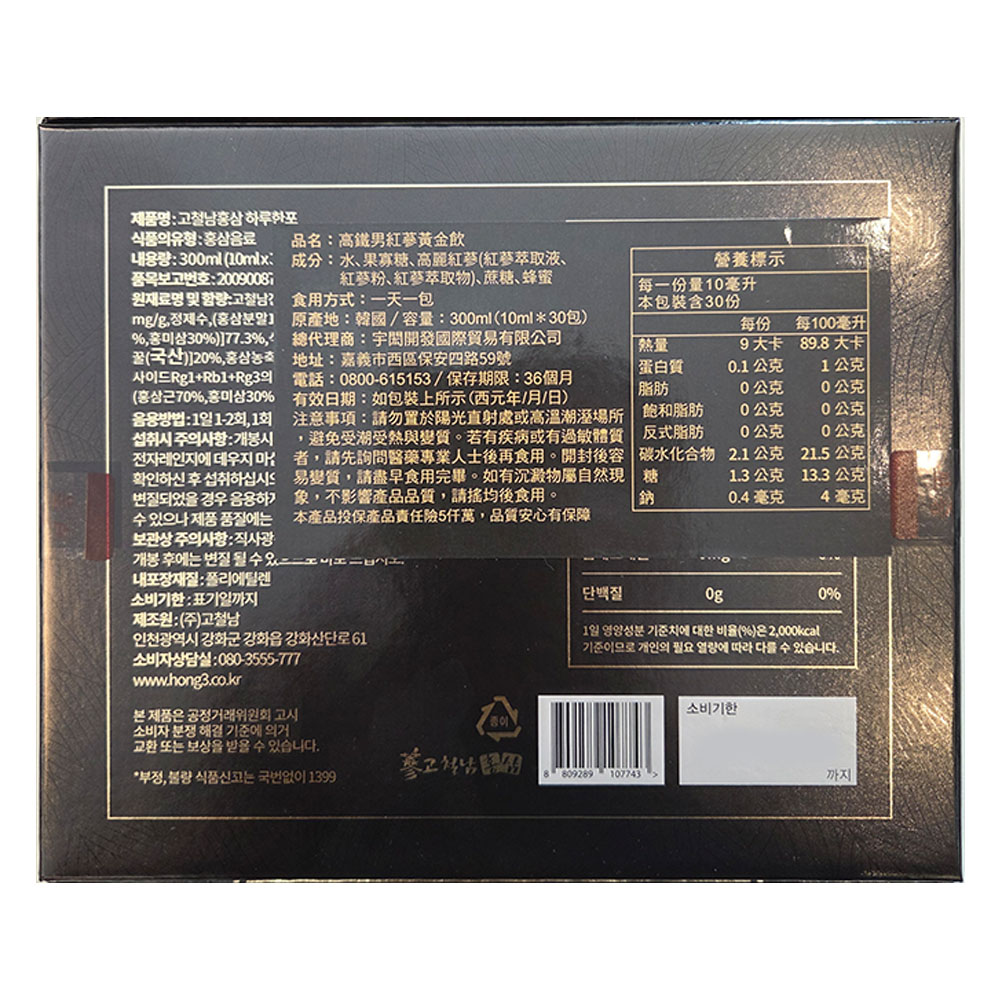 제품명 : 고철남홍삼 하루한포
식품의유형 : 홍삼음료
내용량 : 300ml (10ml x
품목보고번호 : 2009008
원재료명 및 함량 : 고철남
mg/g, 정제수, (홍삼분말
%, 홍미삼30%)]77.3%,
꿀(국산)]20%, 홍삼농축
사이드Rg1+Rb1+Rg3의
(홍삼근70%, 홍미삼30%
음용방법 : 1일 1-2회, 1회
섭취시 주의사항 : 개봉시
전자레인지에 데우지 마
확인하신 후 섭취하십시
변질되었을 경우 음용하
수 있으나 제품 품질에는
보관상 주의사항 : 직사광
개봉 후에는 변질 될 수
내포장재질 : 폴리에틸렌
소비기한 : 표기일까지
제조원 : (주)고철남
인천광역시 강화군 강화읍 강화산단로 61
소비자상담실 : 080-3555-777
www.hong3.co.kr
본 제품은 공정거래위원회 고시
소비자 분쟁 해결 기준에 의거
교환 또는 보상을 받을 수 있습니다.
*부정, 불량 식품신고는 국번없이 1399
品名：高鐵男紅蔘黃金飲
成分：水、果寡糖、高麗紅蔘(紅蔘萃取液、
紅蔘粉、紅蔘萃取物)、蔗糖、蜂蜜
食用方式：一天一包
原產地：韓國／容量：300ml（10ml＊30包）
總代理商：宇閎開發國際貿易有限公司
地址：嘉義市西區保安四路59號
電話：0800-615153／保存期限：36個月
有效日期：如包裝上所示（西元年/月/日）
注意事項：請勿置於陽光直射處或高溫潮溼場所
，避免受潮受熱與變質。若有疾病或有過敏體質
者，請先詢問醫藥專業人士後再食用。開封後容
易變質，請盡早食用完畢。如有沉澱物屬自然現
象，不影響產品品質，請搖均後食用。
本產品投保產品責任險5仟萬，品質安心有保障
營養標示
每一份量10毫升
本包裝含30份
每份 每100毫升
熱量 9 大卡 89.8 大卡
蛋白質 0.1 公克 1 公克
脂肪 0 公克 0 公克
飽和脂肪 0 公克 0 公克
反式脂肪 0 公克 0 公克
碳水化合物 2.1 公克 21.5 公克
糖 1.3 公克 13.3 公克
鈉 0.4 毫克 4 毫克
단백질 0g 0%
1일 영양성분 기준치에 대한 비율(%)은 2,000kcal
기준이므로 개인의 필요 열량에 따라 다를 수 있습니다.
종이
蔘고철남
8 809289 107743 >
소비기한
까지